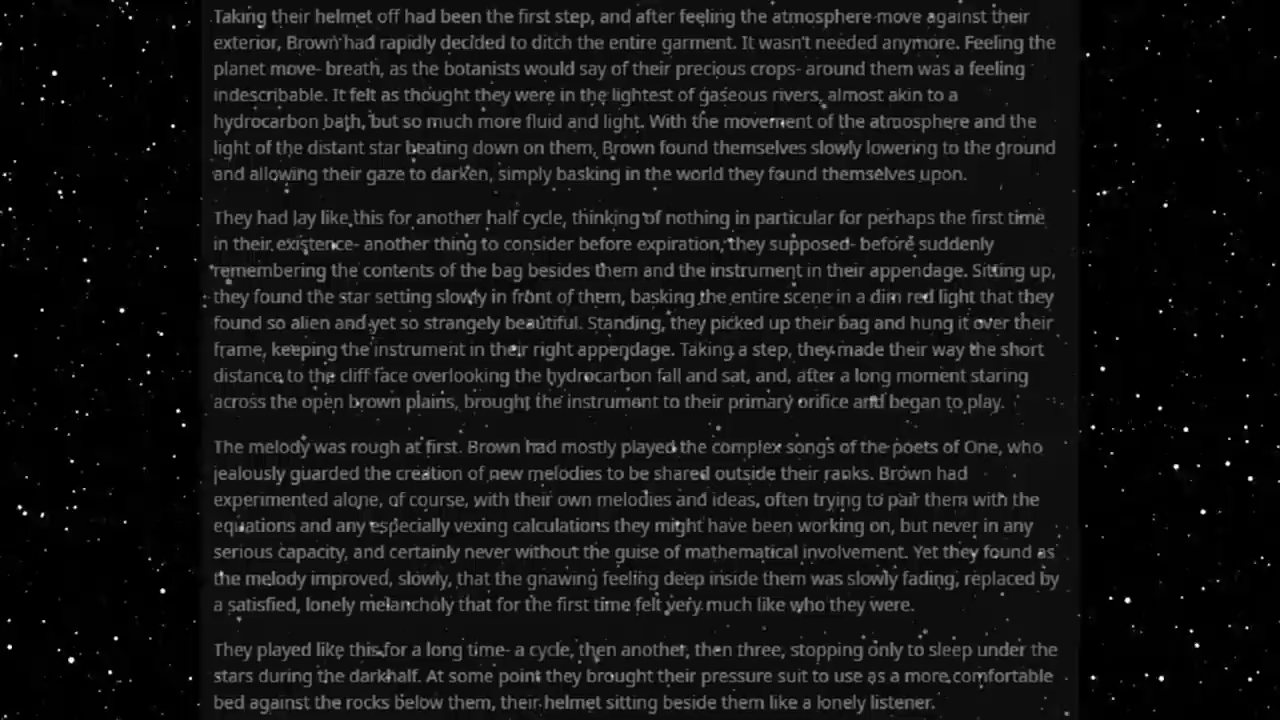 Taking their helmet off had been the first step, and after feeling the atmosphere move against their
exterior, Brown had rapidly decided to ditch the entire garment. It wasn't needed anymore. Feeling the
planet move- breath, as the botanists would say of their precious crops- around them was a feeling
indescribable. It felt as thought they were in the lightest of gaseous rivers, almost akin to a
hydrocarbon bath, but so much more fluid and light. With the movement of the atmosphere and the
light of the distant star beating down on them, Brown found themselves slowly lowering to the ground
and allowing their gaze to darken, simply basking in the world they found themselves upon.
They had lay like this for another half cycle, thinking of nothing in particular for perhaps the first time
in their existence- another thing to consider before expiration, they supposed- before suddenly
remembering the contents of the bag besides them and the instrument in their appendage. Sitting up,
they found the star setting slowly in front of them, basking the entire scene in a dim red light that they
found so alien and yet so strangely beautiful. Standing, they picked up their bag and hung it over their
frame, keeping the instrument in their right appendage. Taking a step, they made their way the short
distance to the cliff face overlooking the hydrocarbon fall and sat, and, after a long moment staring
across the open brown plains, brought the instrument to their primary orifice and began to play.
The melody was rough at first. Brown had mostly played the complex songs of the poets of One, who
jealously guarded the creation of new melodies to be shared outside their ranks. Brown had
experimented alone, of course, with their own melodies and ideas, often trying to pair them with the
equations and any especially vexing calculations they might have been working on, but never in any
serious capacity, and certainly never without the guise of mathematical involvement. Yet they found as
the melody improved, slowly, that the gnawing feeling deep inside them was slowly fading, replaced by
a satisfied, lonely melancholy that for the first time felt very much like who they were.
They played like this for a long time- a cycle, then another, then three, stopping only to sleep under the
stars during the darkhalf. At some point they brought their pressure suit to use as a more comfortable
bed against the rocks below them, their helmet sitting beside them like a lonely listener.